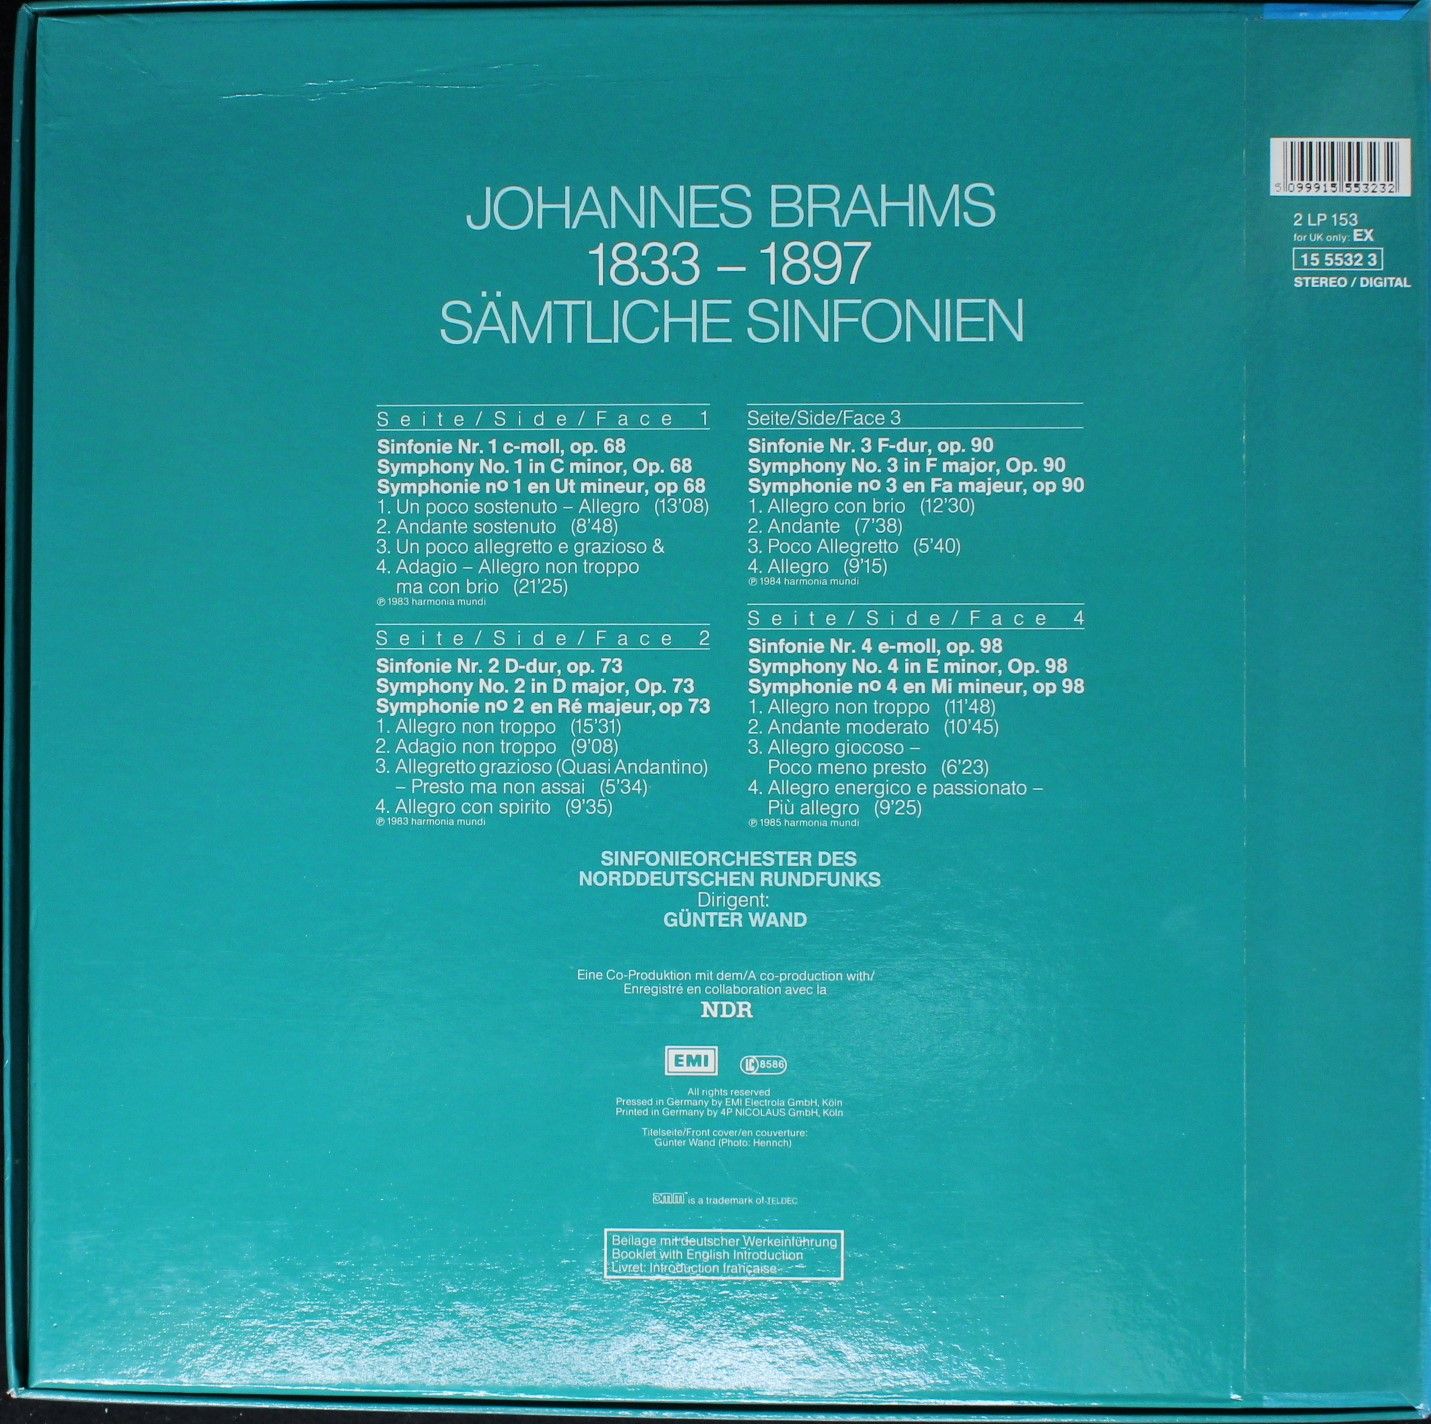 JOHANNES BRAHMS
1833 – 1897
SÄMTLICHE SINFONIEN
5 099915 553232
2 LP 153
for UK only: EX
15 5532 3
STEREO / DIGITAL
Seite/Side/Face 1
Sinfonie Nr. 1 c-moll, op. 68
Symphony No. 1 in C minor, Op. 68
Symphonie nº 1 en Ut mineur, op 68
1. Un poco sostenuto – Allegro (13'08)
2. Andante sostenuto (8'48)
3. Un poco allegretto e grazioso &
4. Adagio – Allegro non troppo
ma con brio (21'25)
℗ 1983 harmonia mundi
Seite/Side/Face 2
Sinfonie Nr. 2 D-dur, op. 73
Symphony No. 2 in D major, Op. 73
Symphonie nº 2 en Ré majeur, op 73
1. Allegro non troppo (15'31)
2. Adagio non troppo (9'08)
3. Allegretto grazioso (Quasi Andantino)
– Presto ma non assai (5'34)
4. Allegro con spirito (9'35)
℗ 1983 harmonia mundi
Seite/Side/Face 3
Sinfonie Nr. 3 F-dur, op. 90
Symphony No. 3 in F major, Op. 90
Symphonie nº 3 en Fa majeur, op 90
1. Allegro con brio (12'30)
2. Andante (7'38)
3. Poco Allegretto (5'40)
4. Allegro (9'15)
℗ 1984 harmonia mundi
Seite/Side/Face 4
Sinfonie Nr. 4 e-moll, op. 98
Symphony No. 4 in E minor, Op. 98
Symphonie nº 4 en Mi mineur, op 98
1. Allegro non troppo (11'48)
2. Andante moderato (10'45)
3. Allegro giocoso –
Poco meno presto (6'23)
4. Allegro energico e passionato –
Più allegro (9'25)
℗ 1985 harmonia mundi
SINFONIEORCHESTER DES
NORDDEUTSCHEN RUNDFUNKS
Dirigent:
GÜNTER WAND
Eine Co-Produktion mit dem/A co-production with/
Enregistré en collaboration avec la
NDR
EMI
LC 8586
All rights reserved
Pressed in Germany by EMI Electrola GmbH, Köln
Printed in Germany by 4P NICOLAUS GmbH, Köln
Titelseite/Front cover/en couverture:
Günter Wand (Photo: Hennch)
DMM is a trademark of TELDEC
Beilage mit deutscher Werkeinführung
Booklet with English Introduction
Livret: Introduction française